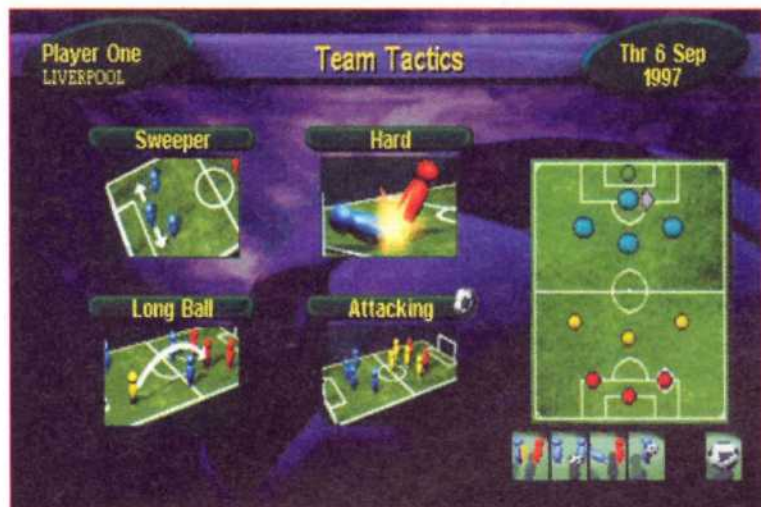 Player One
LIVERPOOL
Team Tactics
Thr 6 Sep
1997
Sweeper
Hard
Long Ball
Attacking